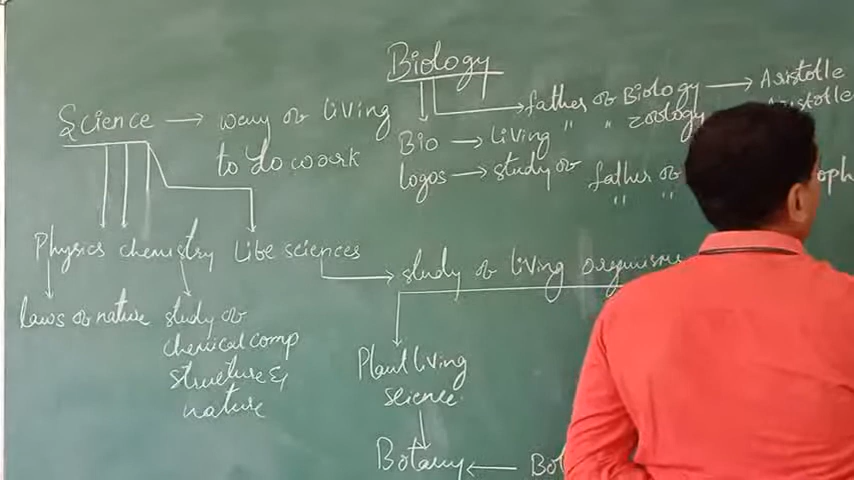 Biology
Science → way of living
to do work
father of Biology → Aristotle
" " zoology Aristotle
Bio → Living
logos → study of
father of
" "
Physics chemistry Life sciences
→ study of living organisms
laws of nature
study of
chemical comp
structure &
nature
Plant living
science
Botany ←